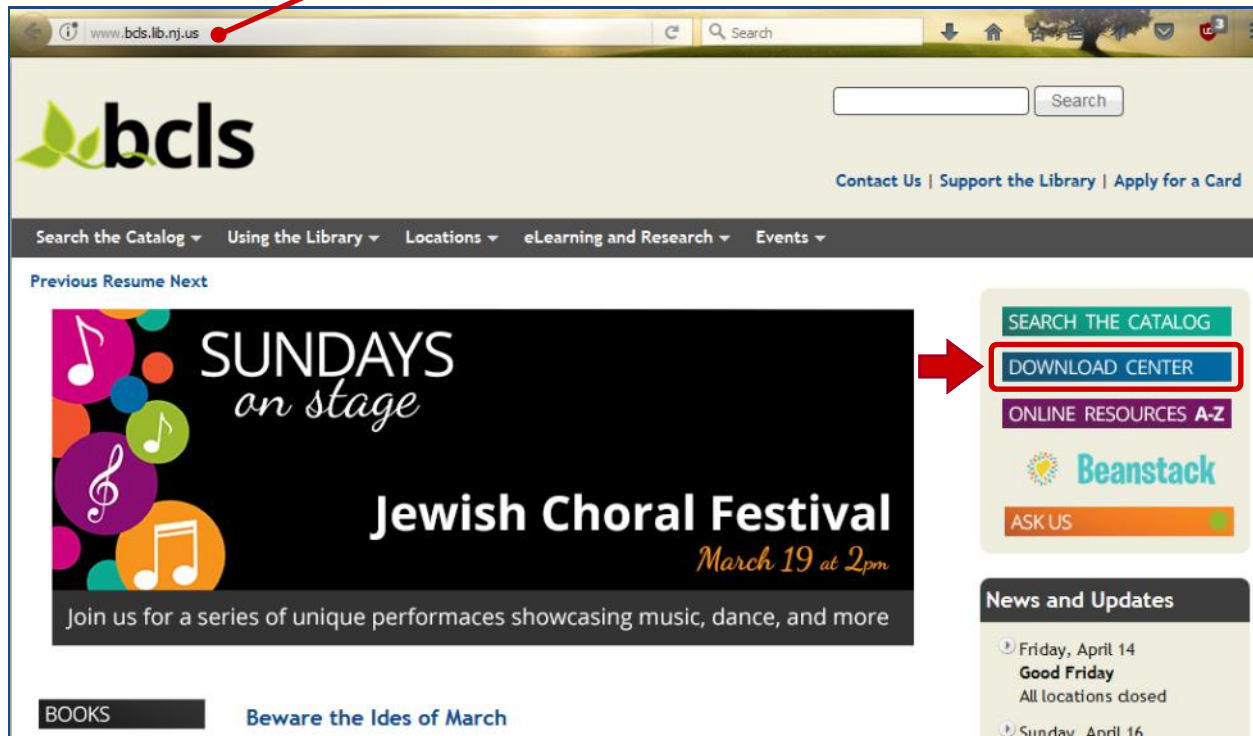 www.bcls.lib.nj.us
Search
3
bcls
Search
Contact Us | Support the Library | Apply for a Card
Search the Catalog Using the Library Locations eLearning and Research Events
Previous Resume Next
SUNDAYS
on stage
Jewish Choral Festival
March 19 at 2pm
Join us for a series of unique performaces showcasing music, dance, and more
SEARCH THE CATALOG
DOWNLOAD CENTER
ONLINE RESOURCES A-Z
Beanstack
ASK US
News and Updates
Friday, April 14
Good Friday
All locations closed
Sunday, April 16
BOOKS
Beware the Ides of March